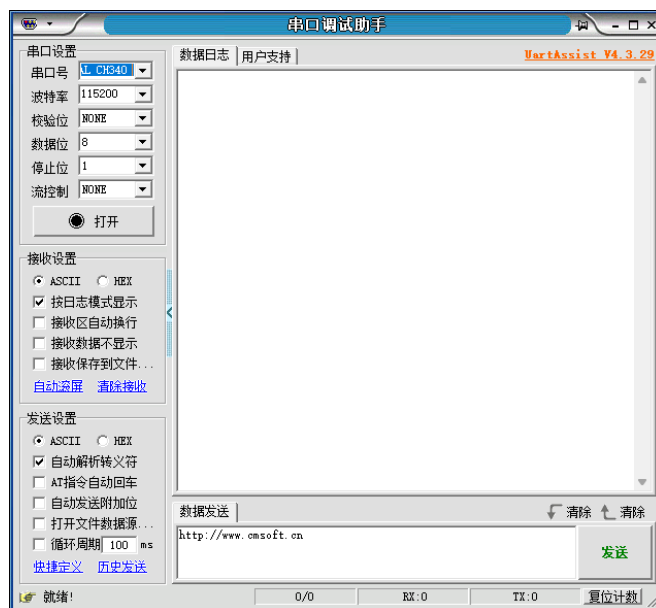 串口调试助手
串口设置
串口号 AL CH340
波特率 115200
校验位 NONE
数据位 8
停止位 1
流控制 NONE
打开
接收设置
ASCII HEX
按日志模式显示
接收区自动换行
接收数据不显示
接收保存到文件...
自动滚屏 清除接收
发送设置
ASCII HEX
自动解析转义符
AT指令自动回车
自动发送附加位
打开文件数据源...
循环周期 100 ms
快捷定义 历史发送
数据日志 用户支持 UartAssist V4.3.29
数据发送 清除 清除
http://www.cmsoft.cn
发送
就绪! 0/0 RX:0 TX:0 复位计数